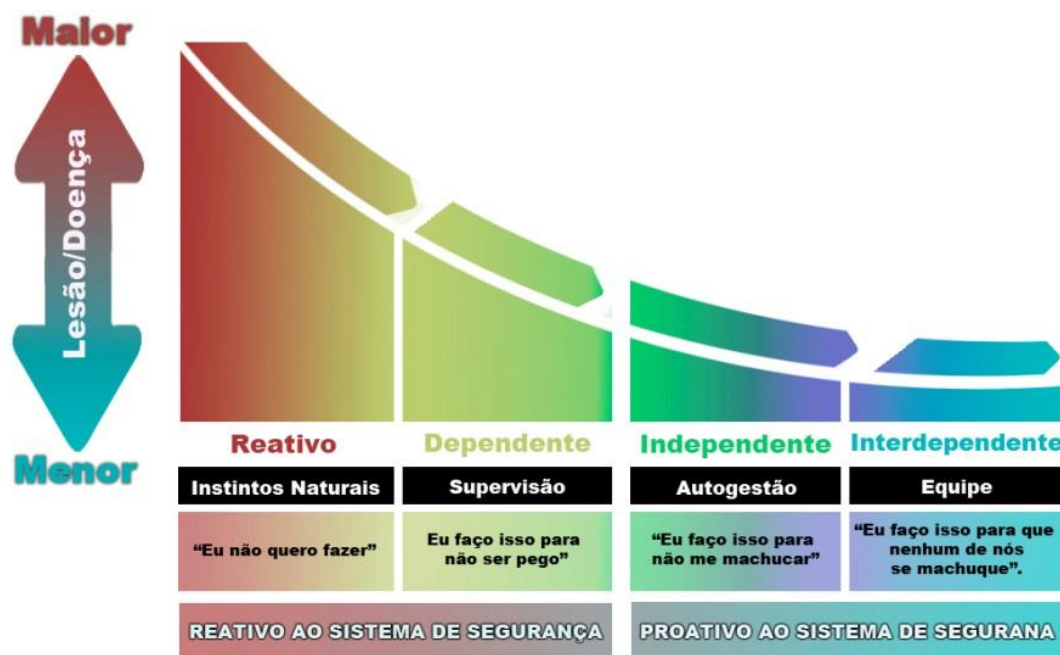 Maior
Lesão/Doença
Menor
Reativo
Dependente
Independente
Interdependente
Instintos Naturais
Supervisão
Autogestão
Equipe
“Eu não quero fazer”
Eu faço isso para
não ser pego”
“Eu faço isso para
não me machucar”
“Eu faço isso para que
nenhum de nós
se machuque”.
REATIVO AO SISTEMA DE SEGURANÇA
PROATIVO AO SISTEMA DE SEGURANA